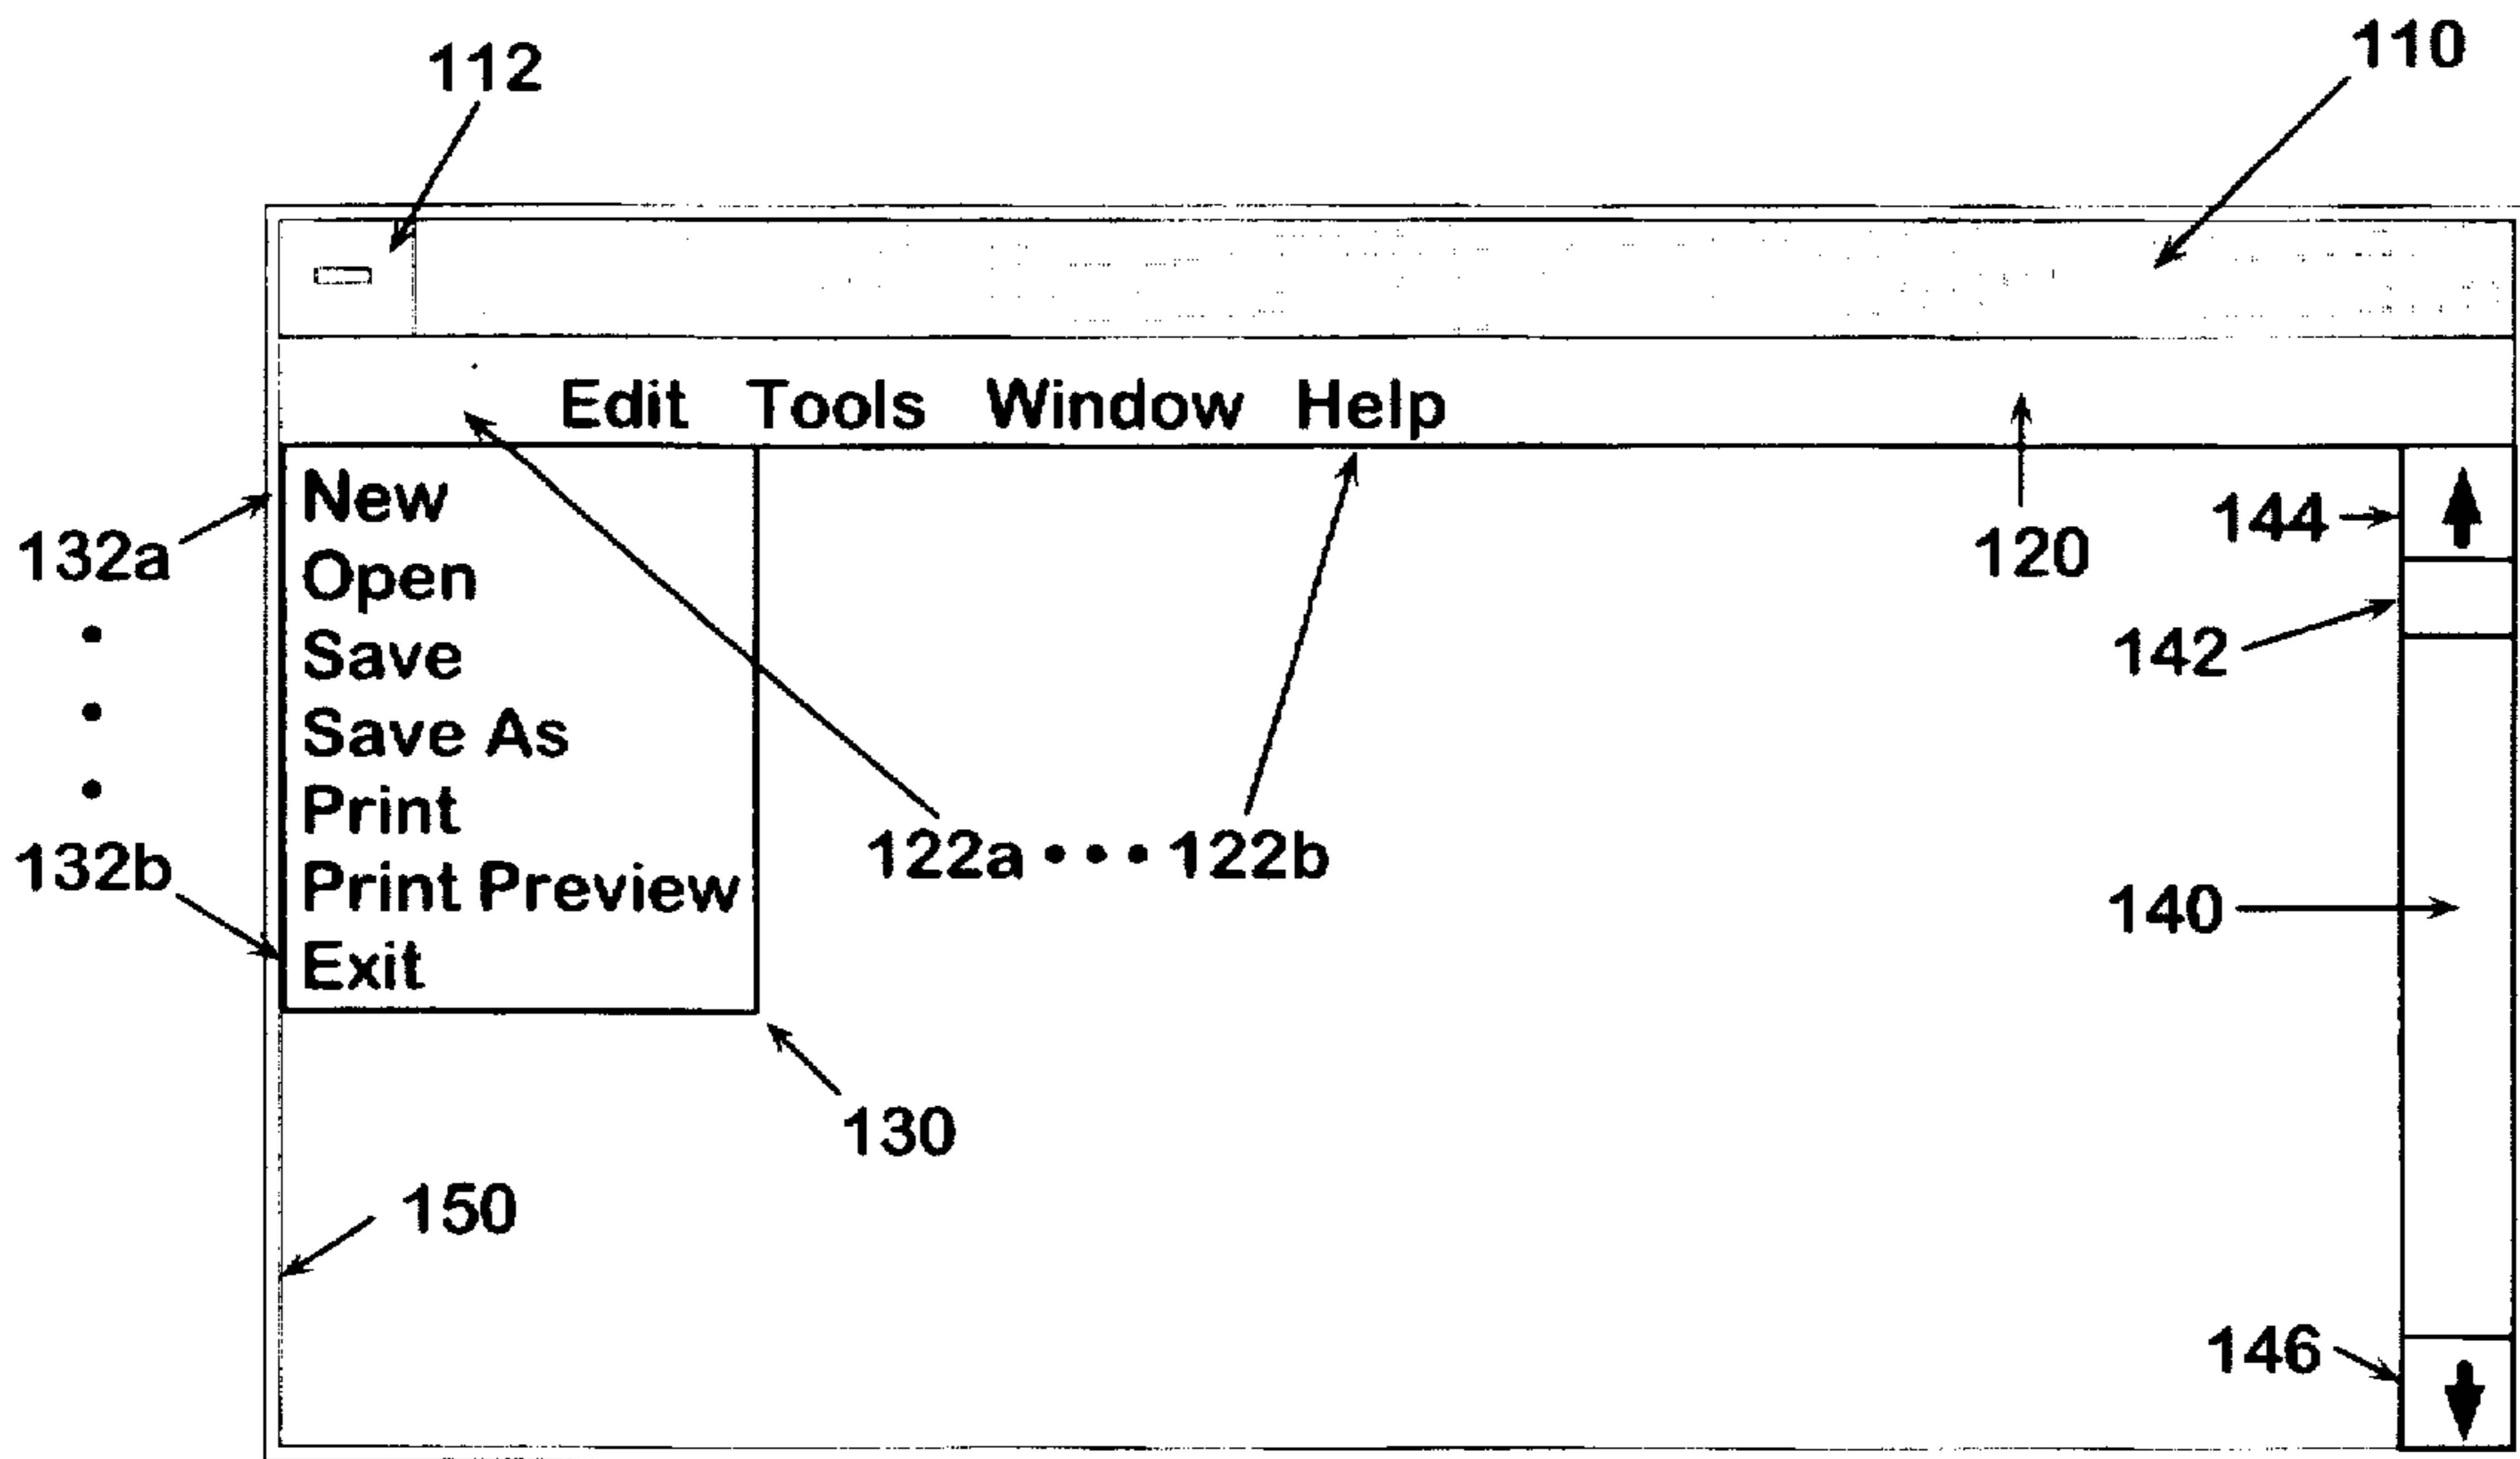 112
110
Edit Tools Window Help
New
Open
Save
Save As
Print
Print Preview
Exit
132a
•
•
•
132b
122a • • • 122b
120
144
142
140
130
150
146